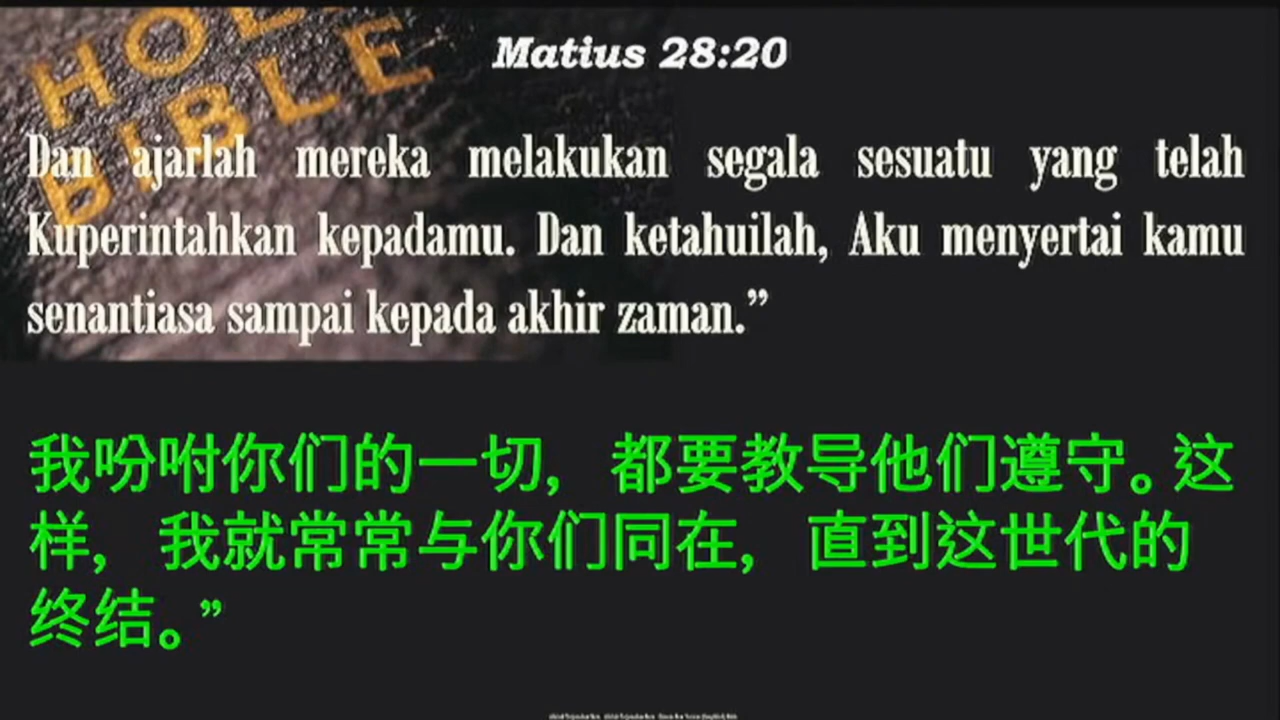 HOL
BIBLE
Matius 28:20
Dan ajarlah mereka melakukan segala sesuatu yang telah
Kuperintahkan kepadamu. Dan ketahuilah, Aku menyertai kamu
senantiasa sampai kepada akhir zaman.”
我吩咐你们的一切，都要教导他们遵守。这
样，我就常常与你们同在，直到这世代的
终结。”